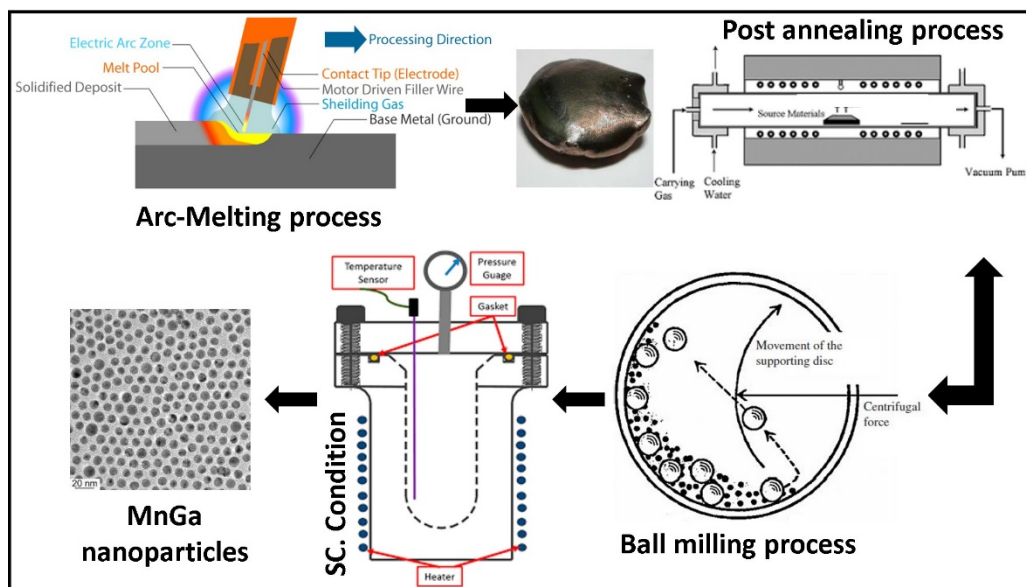 Electric Arc Zone
Melt Pool
Solidified Deposit
Processing Direction
Contact Tip (Electrode)
Motor Driven Filler Wire
Sheilding Gas
Base Metal (Ground)
Arc-Melting process
Post annealing process
Source Materials
Carrying
Gas
Cooling
Water
Vacuum Pump
Temperature
Sensor
Pressure
Guage
Gasket
Heater
SC. Condition
Movement of the
supporting disc
Centrifugal
force
Ball milling process
20 nm
MnGa
nanoparticles